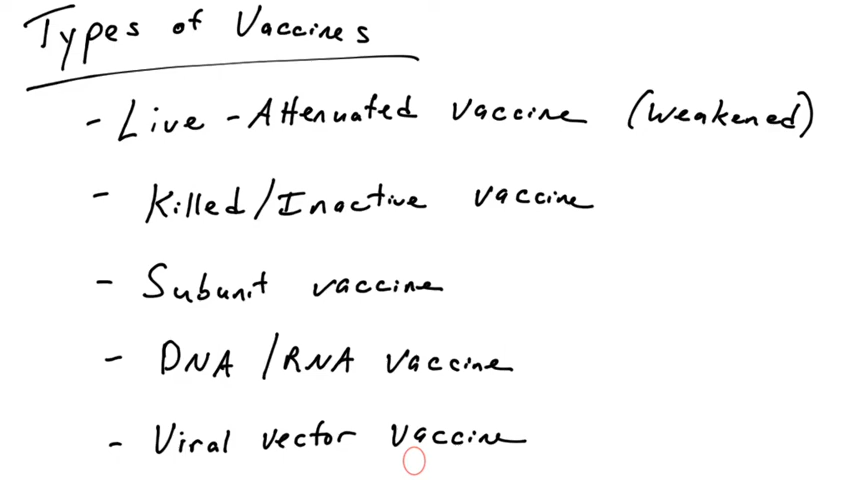 Types of Vaccines
- Live-Attenuated vaccine (weakened)
- Killed/Inactive vaccine
- Subunit vaccine
- DNA/RNA vaccine
- Viral vector vaccine